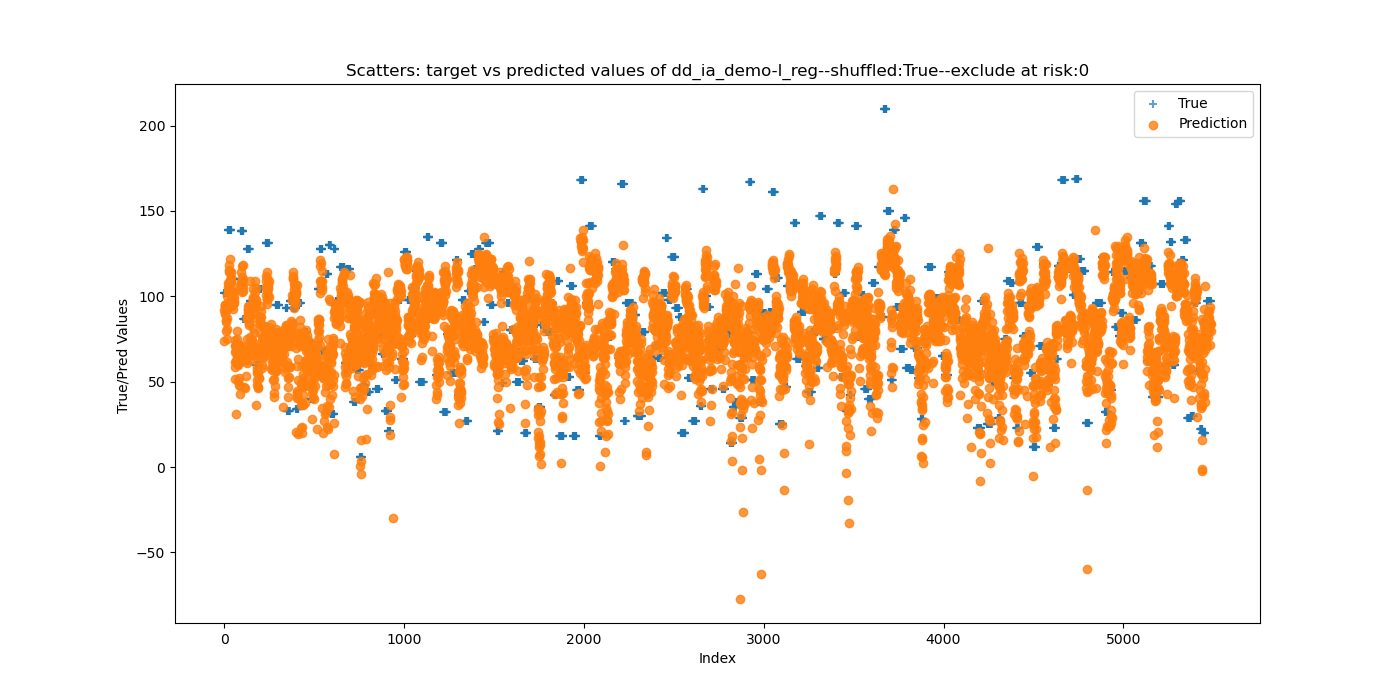 Scatters: target vs predicted values of dd_ia_demo-l_reg--shuffled:True--exclude at risk:0
True
Prediction
200
150
100
50
0
−50
True/Pred Values
0 1000 2000 3000 4000 5000
Index